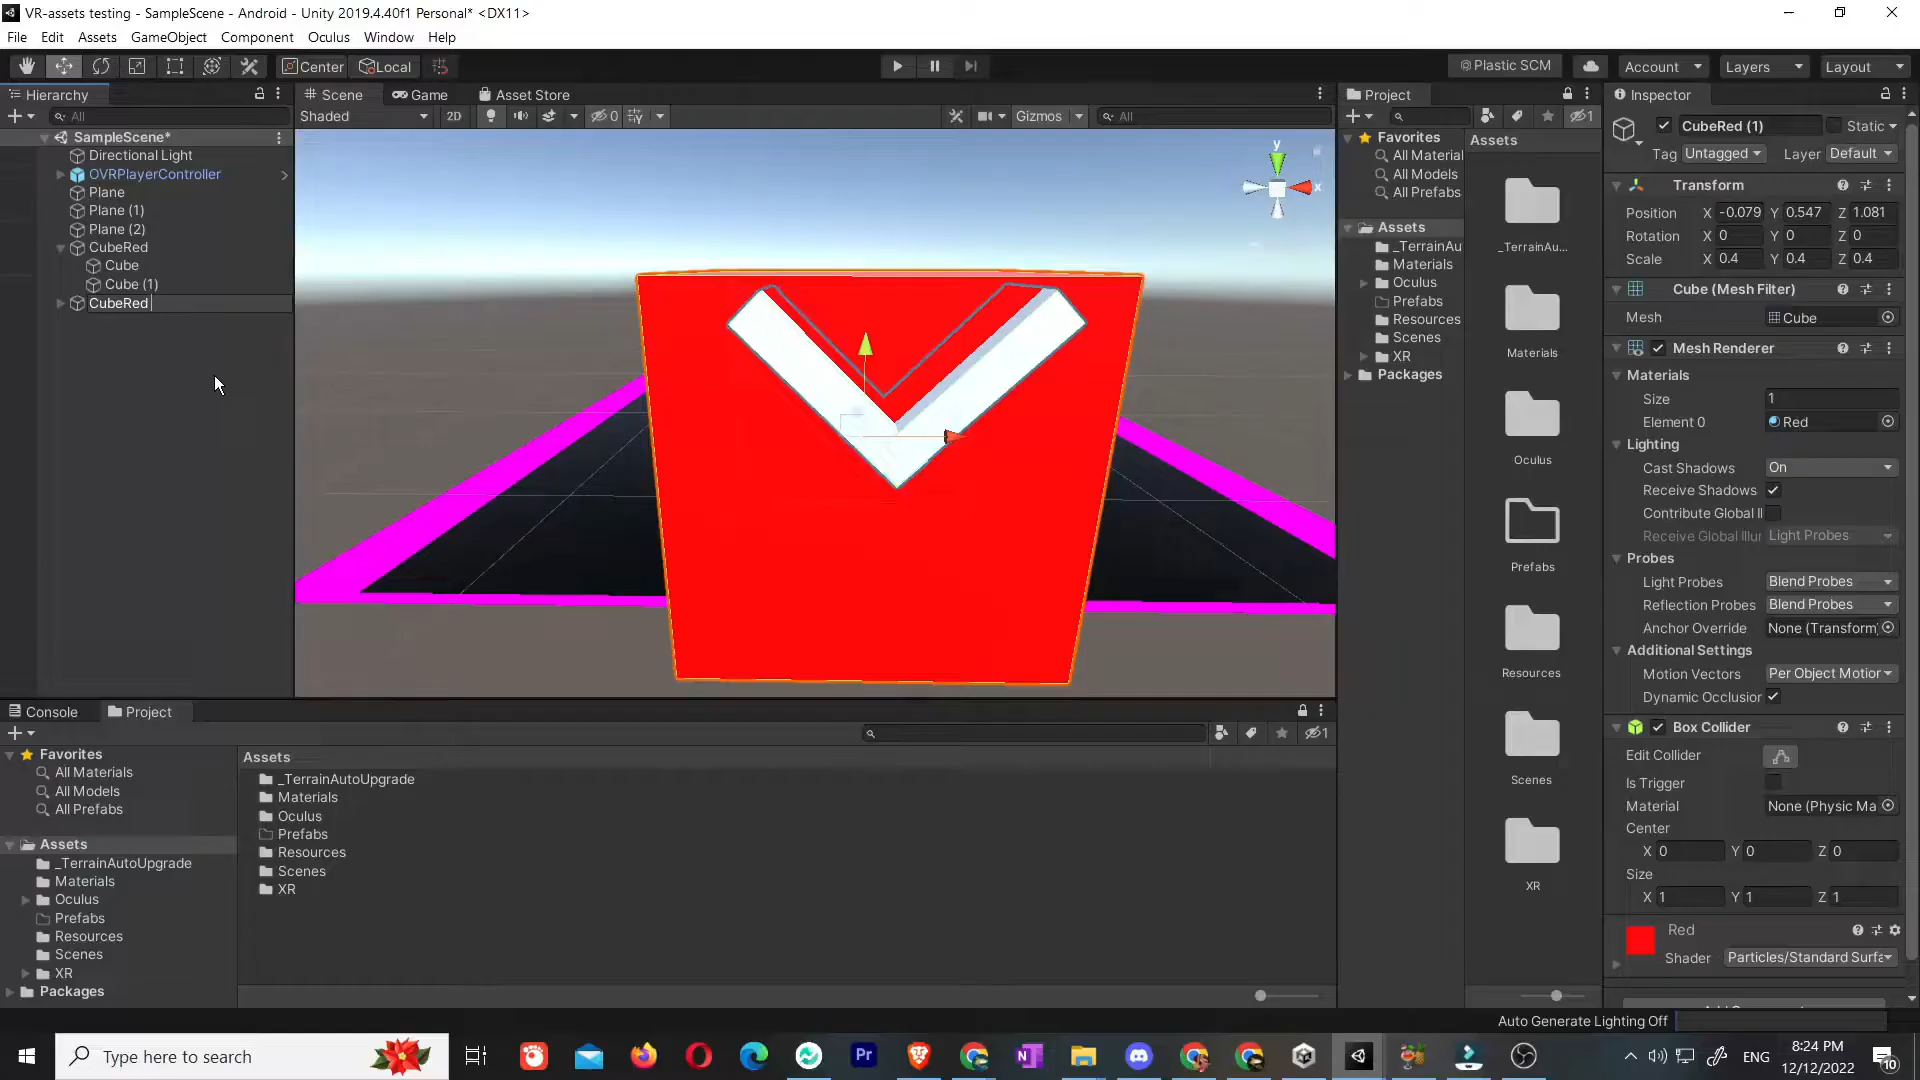 VR-assets testing - SampleScene - Android - Unity 2019.4.40f1 Personal* <DX11>
File Edit Assets GameObject Component Oculus Window Help
Center Local Plastic SCM Account Layers Layout
Hierarchy Scene Game Asset Store Project Inspector
All Shaded 2D 0 Gizmos All 1
SampleScene*
Directional Light
OVRPlayerController
Plane
Plane (1)
Plane (2)
CubeRed
Cube
Cube (1)
CubeRed
y
x
Favorites
All Material
All Models
All Prefabs
Assets
_TerrainAu
Materials
Oculus
Prefabs
Resources
Scenes
XR
Packages
Assets
_TerrainAu...
Materials
Oculus
Prefabs
Resources
Scenes
XR
CubeRed (1) Static
Tag Untagged Layer Default
Transform
Position X -0.079 Y 0.547 Z 1.081
Rotation X 0 Y 0 Z 0
Scale X 0.4 Y 0.4 Z 0.4
Cube (Mesh Filter)
Mesh Cube
Mesh Renderer
Materials
Size 1
Element 0 Red
Lighting
Cast Shadows On
Receive Shadows
Contribute Global Il
Receive Global Illur Light Probes
Probes
Light Probes Blend Probes
Reflection Probes Blend Probes
Anchor Override None (Transform)
Additional Settings
Motion Vectors Per Object Motior
Dynamic Occlusior
Box Collider
Edit Collider
Is Trigger
Material None (Physic Ma
Center
X 0 Y 0 Z 0
Size
X 1 Y 1 Z 1
Red
Shader Particles/Standard Surfa
Console Project
1
Favorites
All Materials
All Models
All Prefabs
Assets
_TerrainAutoUpgrade
Materials
Oculus
Prefabs
Resources
Scenes
XR
Packages
Assets
_TerrainAutoUpgrade
Materials
Oculus
Prefabs
Resources
Scenes
XR
Auto Generate Lighting Off
Type here to search
Pr
N
ENG
8:24 PM
12/12/2022
10